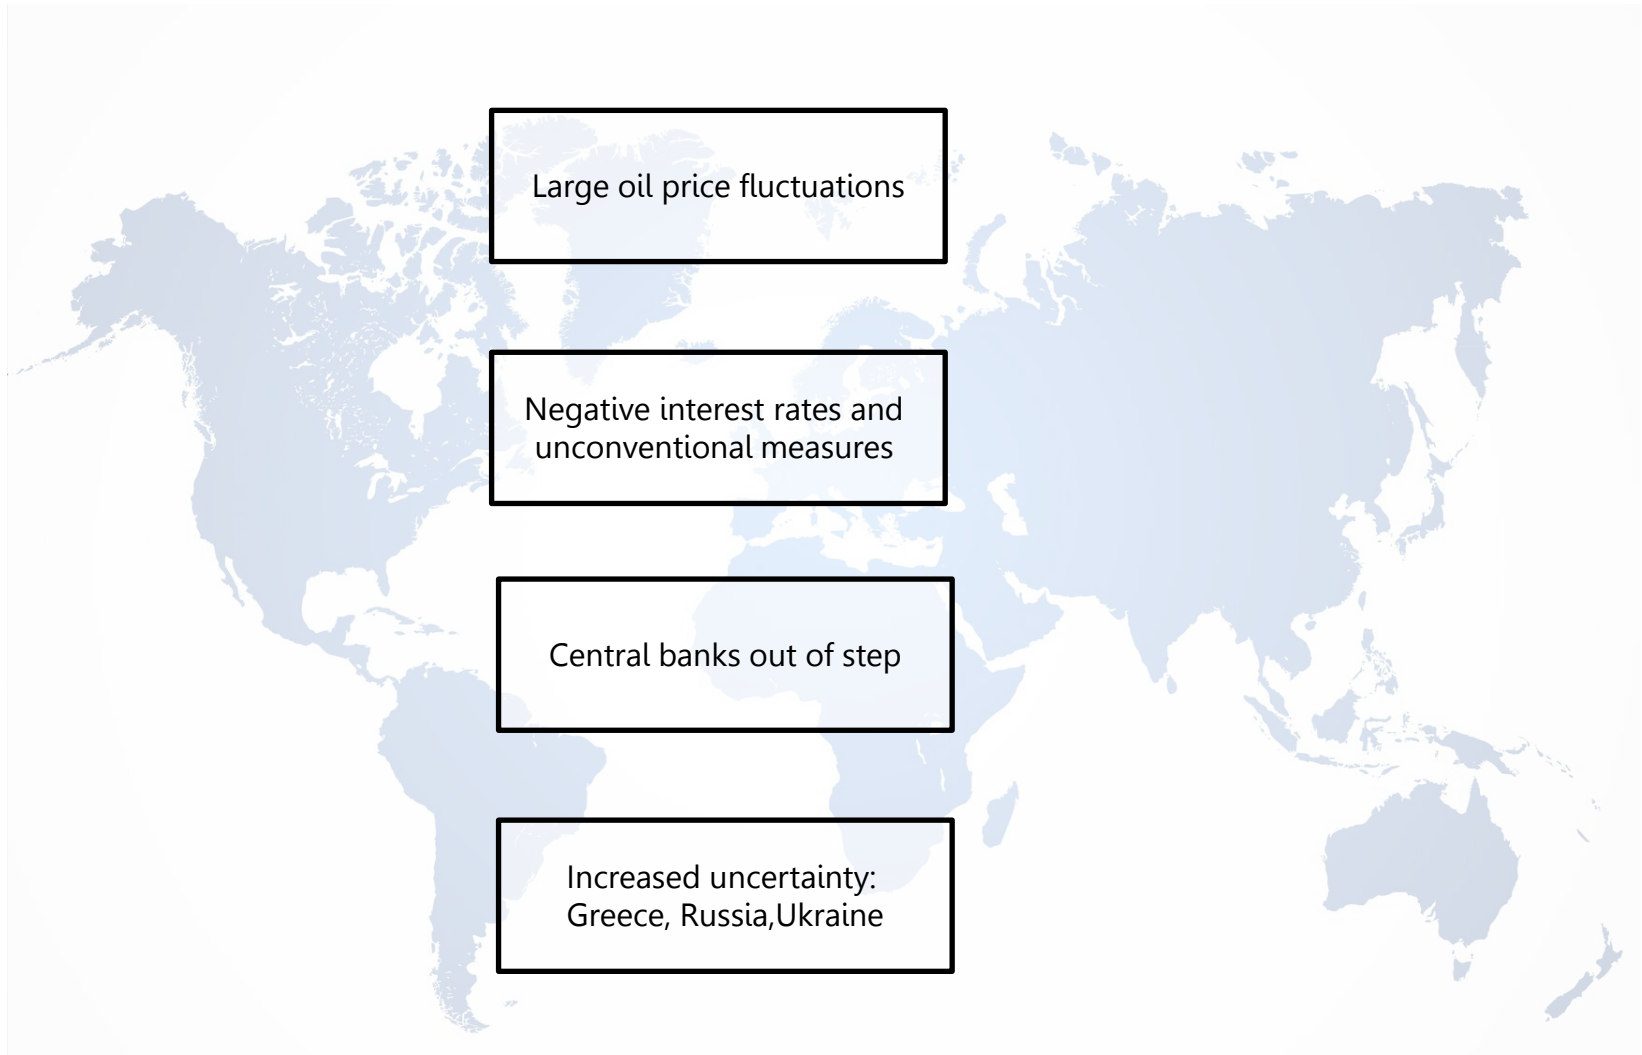 Large oil price fluctuations
Negative interest rates and
unconventional measures
Central banks out of step
Increased uncertainty:
Greece, Russia,Ukraine